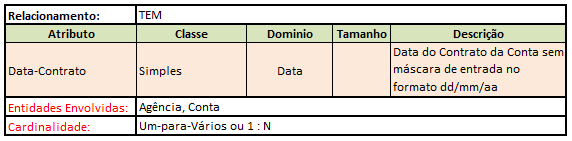 Relacionamento: TEM
Atributo Classe Dominio Tamanho Descrição
Data-Contrato Simples Data Data do Contrato da Conta sem
máscara de entrada no
formato dd/mm/aa
Entidades Envolvidas: Agência, Conta
Cardinalidade: Um-para-Vários ou 1 : N